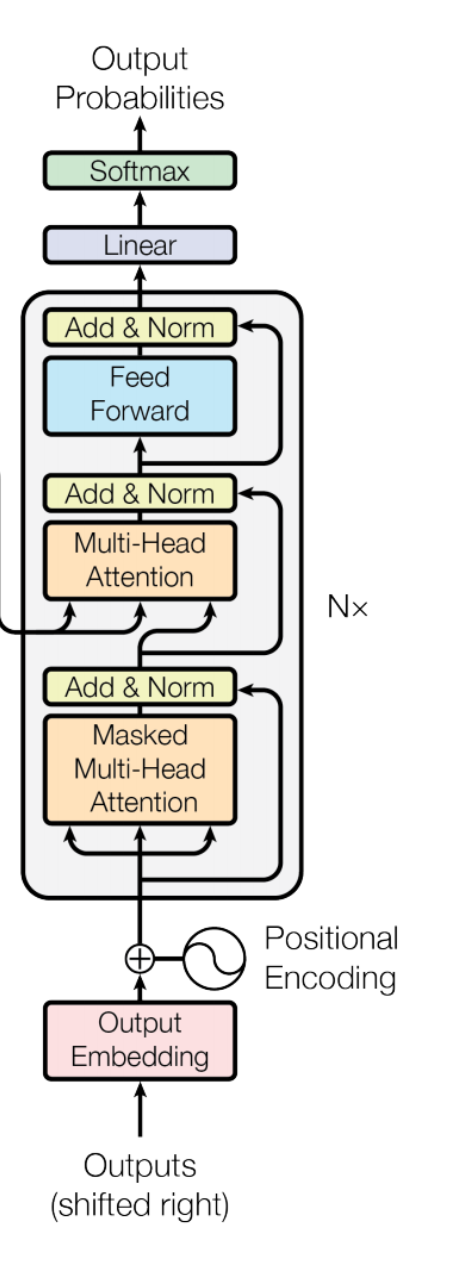 Output
Probabilities
Softmax
Linear
Add & Norm
Feed
Forward
Add & Norm
Multi-Head
Attention
N×
Add & Norm
Masked
Multi-Head
Attention
Positional
Encoding
Output
Embedding
Outputs
(shifted right)